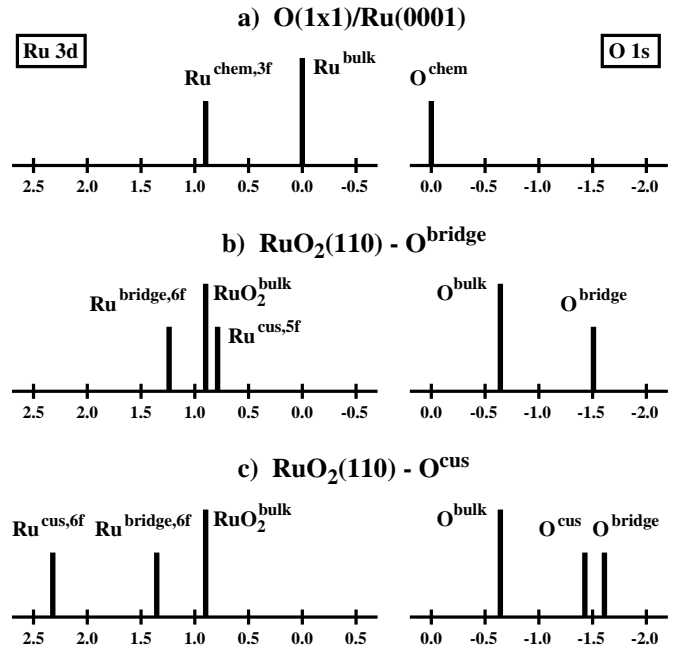 a) O(1x1)/Ru(0001)
Ru 3d
O 1s
Ru^chem,3f
Ru^bulk
O^chem
2.5 2.0 1.5 1.0 0.5 0.0 -0.5
0.0 -0.5 -1.0 -1.5 -2.0
b) RuO₂(110) - O^bridge
Ru^bridge,6f
RuO₂^bulk
Ru^cus,5f
O^bulk
O^bridge
2.5 2.0 1.5 1.0 0.5 0.0 -0.5
0.0 -0.5 -1.0 -1.5 -2.0
c) RuO₂(110) - O^cus
Ru^cus,6f
Ru^bridge,6f
RuO₂^bulk
O^bulk
O^cus
O^bridge
2.5 2.0 1.5 1.0 0.5 0.0 -0.5
0.0 -0.5 -1.0 -1.5 -2.0